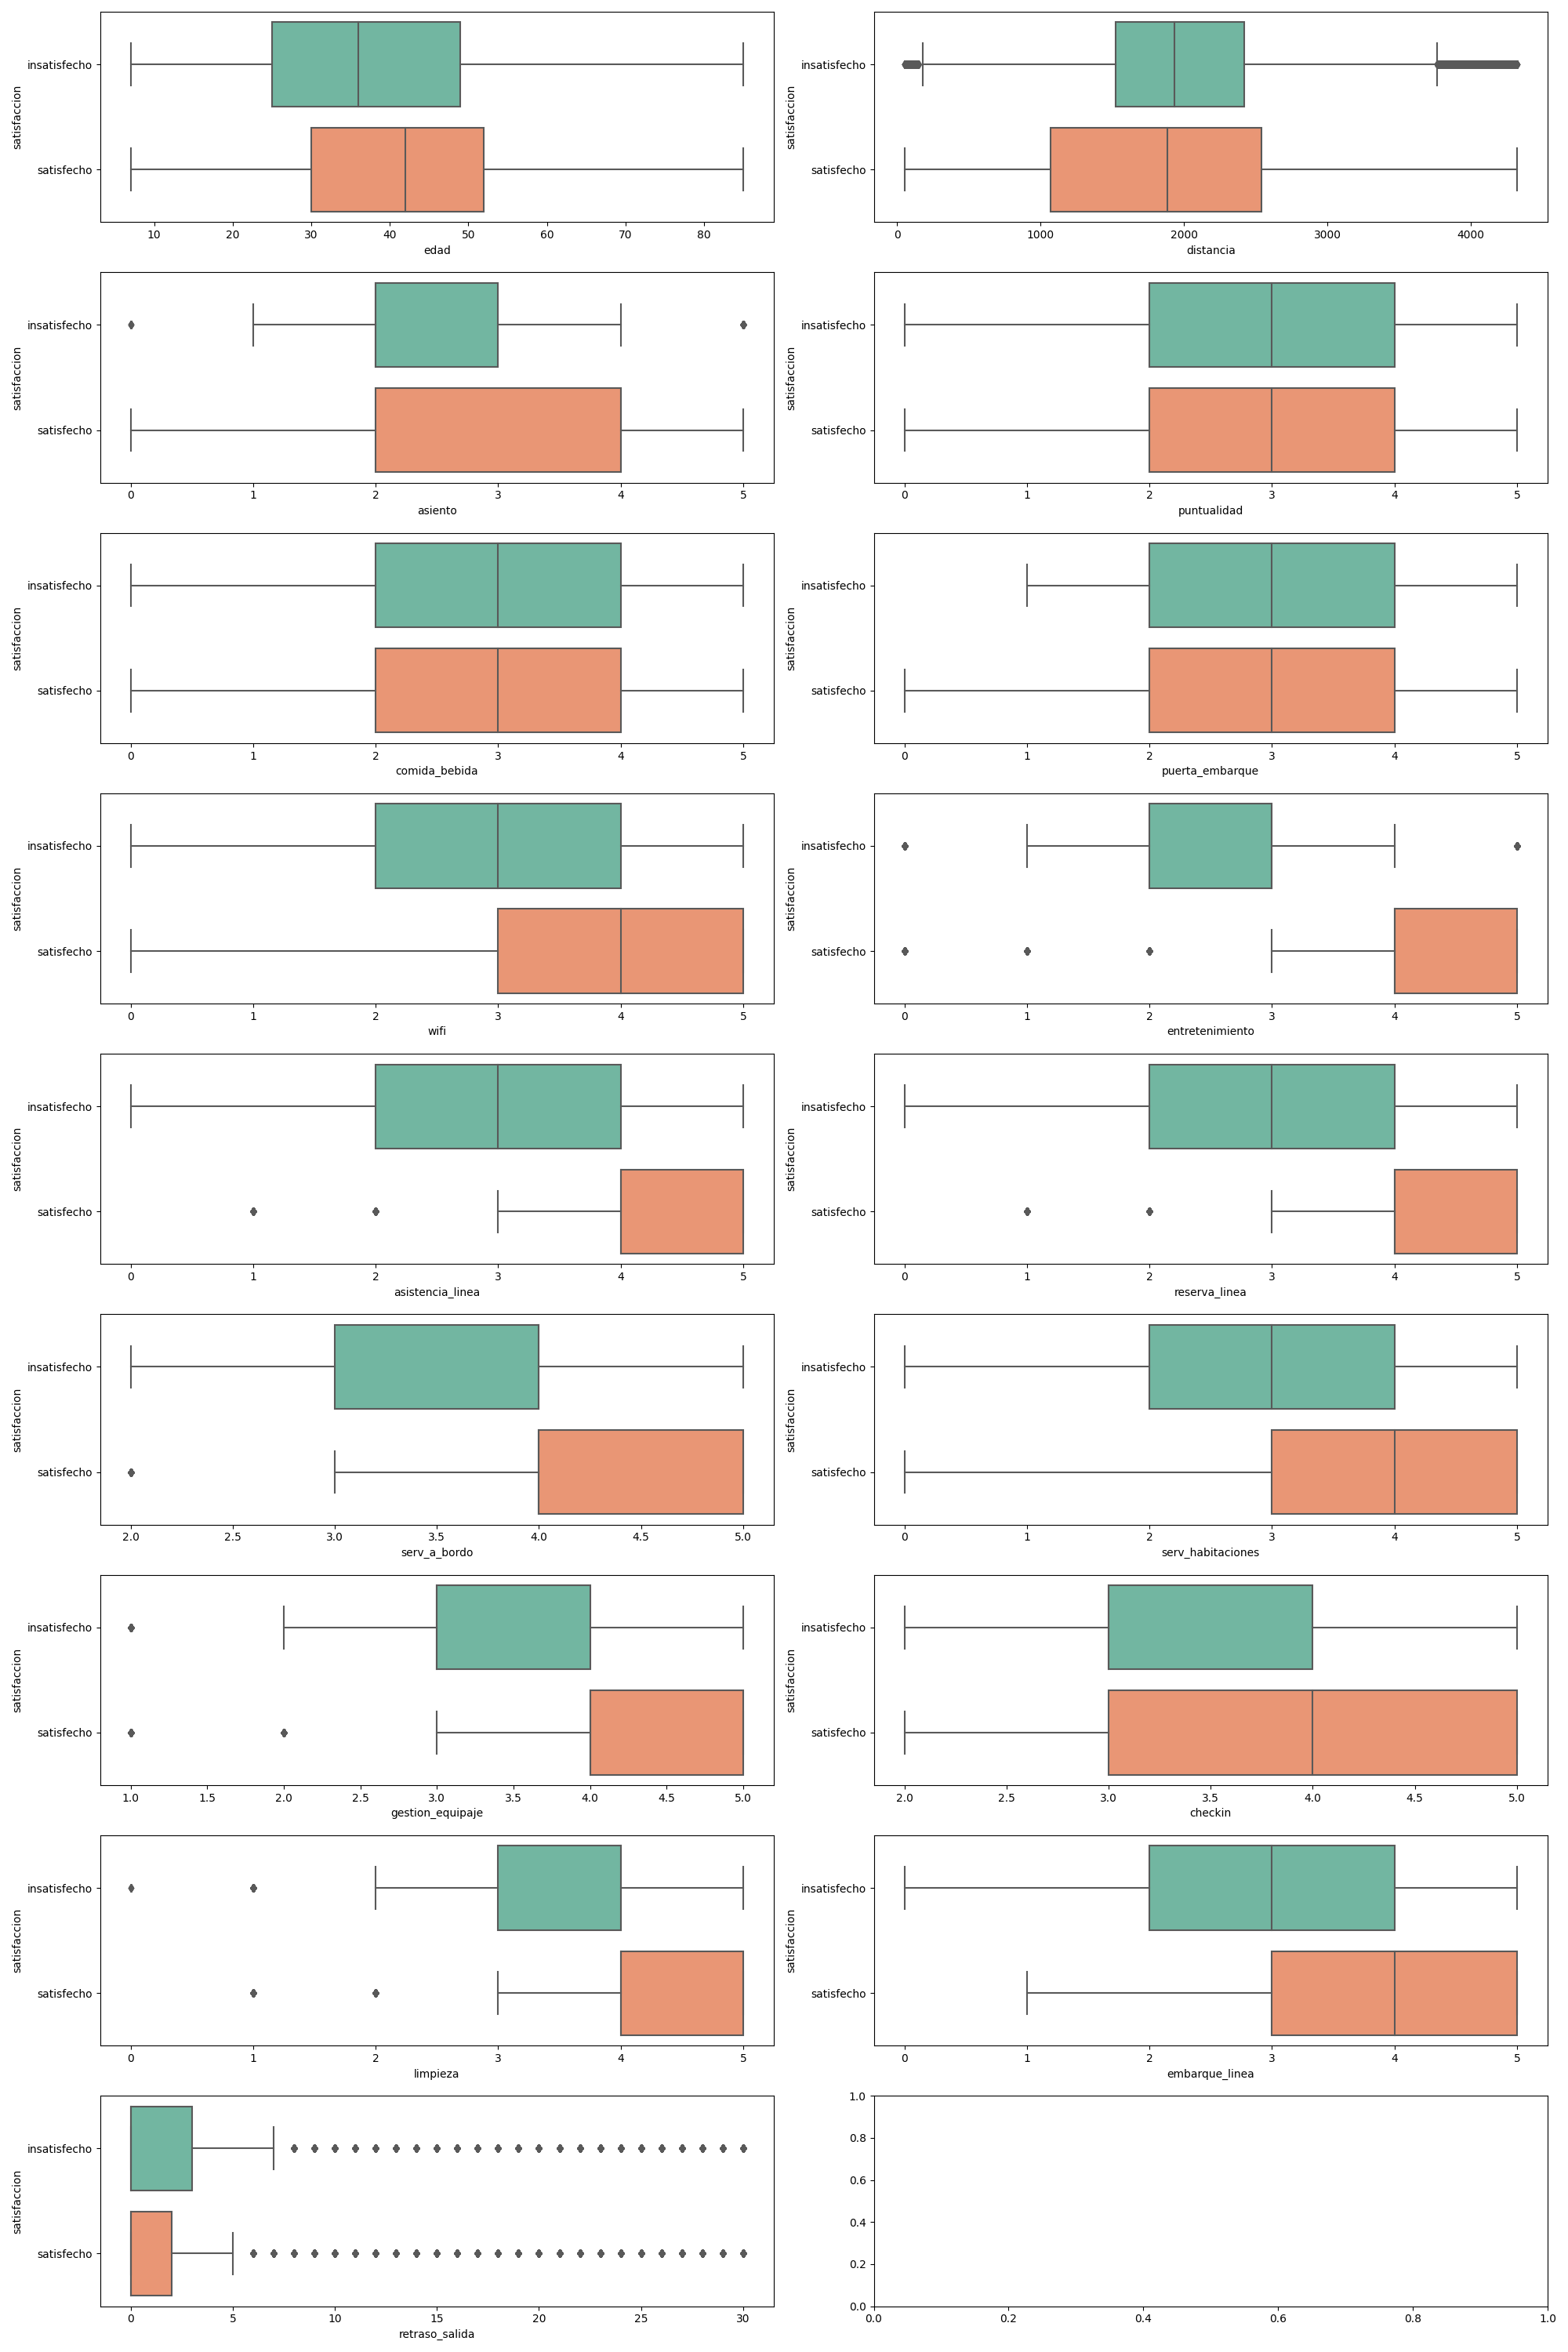 satisfaccion
insatisfecho
satisfecho
10 20 30 40 50 60 70 80
edad
satisfaccion
insatisfecho
satisfecho
0 1000 2000 3000 4000
distancia
satisfaccion
insatisfecho
satisfecho
0 1 2 3 4 5
asiento
satisfaccion
insatisfecho
satisfecho
0 1 2 3 4 5
puntualidad
satisfaccion
insatisfecho
satisfecho
0 1 2 3 4 5
comida_bebida
satisfaccion
insatisfecho
satisfecho
0 1 2 3 4 5
puerta_embarque
satisfaccion
insatisfecho
satisfecho
0 1 2 3 4 5
wifi
satisfaccion
insatisfecho
satisfecho
0 1 2 3 4 5
entretenimiento
satisfaccion
insatisfecho
satisfecho
0 1 2 3 4 5
asistencia_linea
satisfaccion
insatisfecho
satisfecho
0 1 2 3 4 5
reserva_linea
satisfaccion
insatisfecho
satisfecho
2.0 2.5 3.0 3.5 4.0 4.5 5.0
serv_a_bordo
satisfaccion
insatisfecho
satisfecho
0 1 2 3 4 5
serv_habitaciones
satisfaccion
insatisfecho
satisfecho
1.0 1.5 2.0 2.5 3.0 3.5 4.0 4.5 5.0
gestion_equipaje
satisfaccion
insatisfecho
satisfecho
2.0 2.5 3.0 3.5 4.0 4.5 5.0
checkin
satisfaccion
insatisfecho
satisfecho
0 1 2 3 4 5
limpieza
satisfaccion
insatisfecho
satisfecho
0 1 2 3 4 5
embarque_linea
satisfaccion
insatisfecho
satisfecho
0 5 10 15 20 25 30
retraso_salida
1.0
0.8
0.6
0.4
0.2
0.0
0.0 0.2 0.4 0.6 0.8 1.0